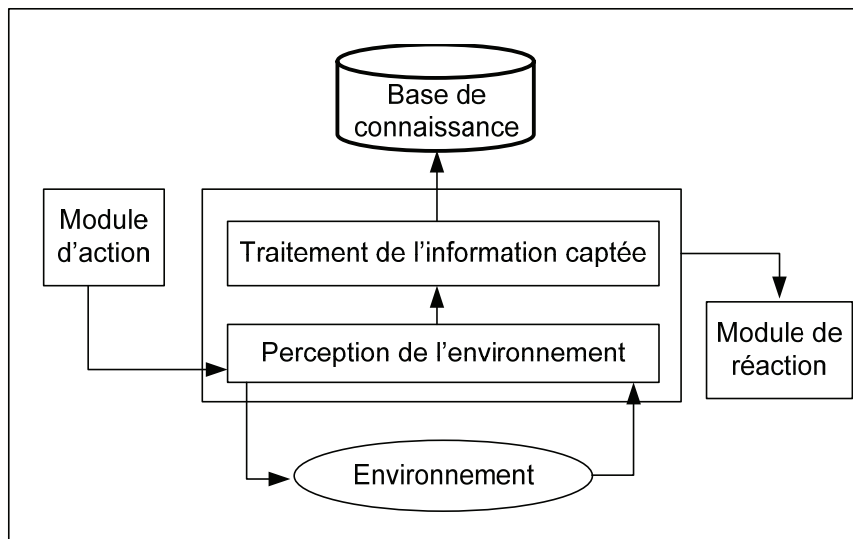 Base de
connaissance
Module
d'action
Traitement de l'information captée
Module de
réaction
Perception de l'environnement
Environnement